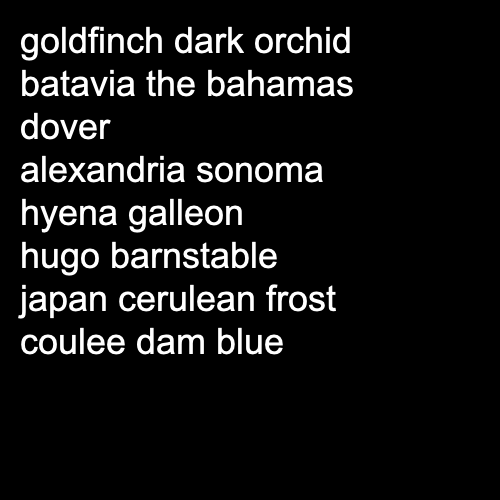 goldfinch dark orchid
batavia the bahamas
dover
alexandria sonoma
hyena galleon
hugo barnstable
japan cerulean frost
coulee dam blue